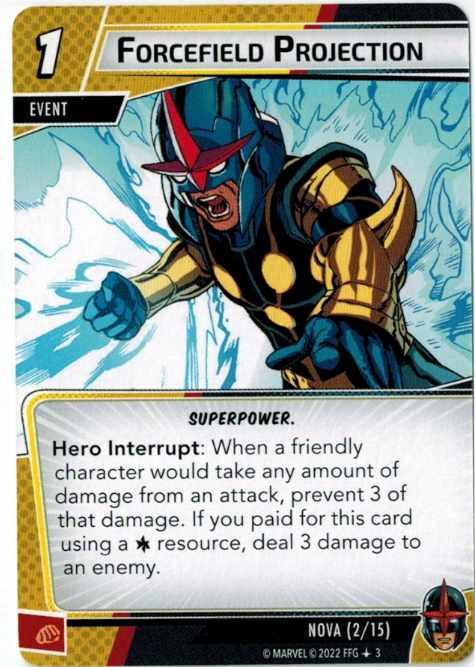 1
FORCEFIELD PROJECTION
EVENT
SUPERPOWER.
Hero Interrupt: When a friendly
character would take any amount of
damage from an attack, prevent 3 of
that damage. If you paid for this card
using a resource, deal 3 damage to
an enemy.
NOVA (2/15)
© MARVEL © 2022 FFG 3